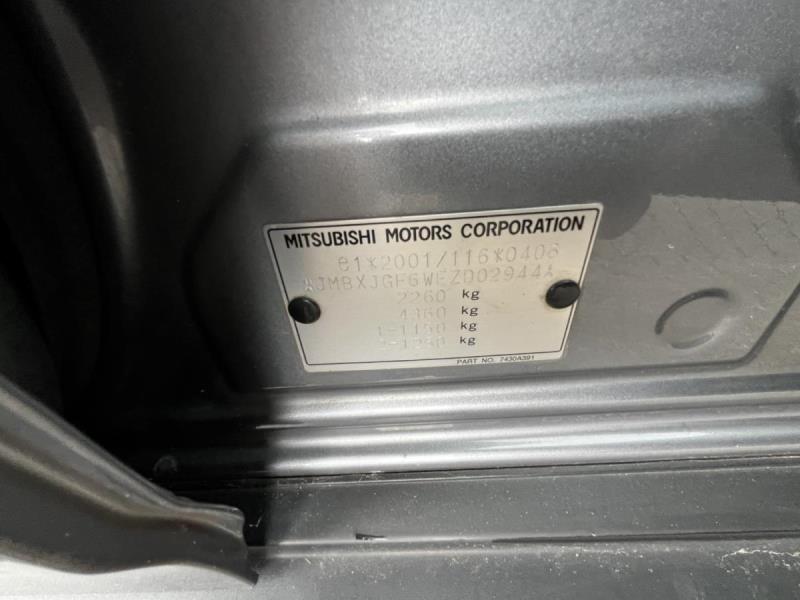 MITSUBISHI MOTORS CORPORATION
e1*2001/116*0406
*JMBXJGF6WEZD02944*
2260 kg
4360 kg
1-1150 kg
2-1250 kg
PART NO. 7430A391